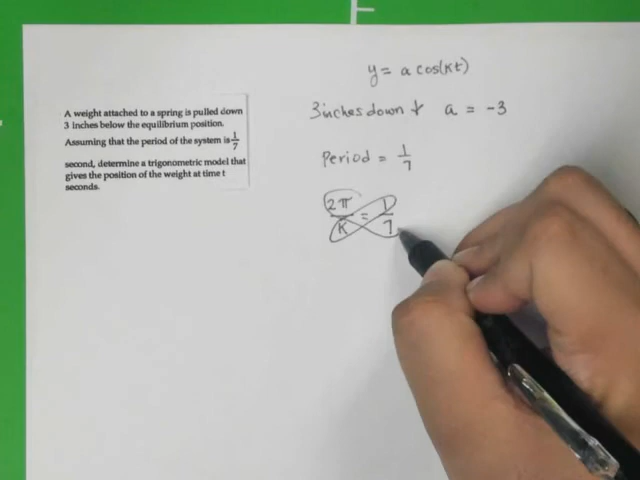 A weight attached to a spring is pulled down
3 inches below the equilibrium position.
Assuming that the period of the system is 1/7
second, determine a trigonometric model that
gives the position of the weight at time t
seconds.
y = a cos(kt)
3 inches down ↓ a = -3
Period = 1/7
2π/K = 1/7